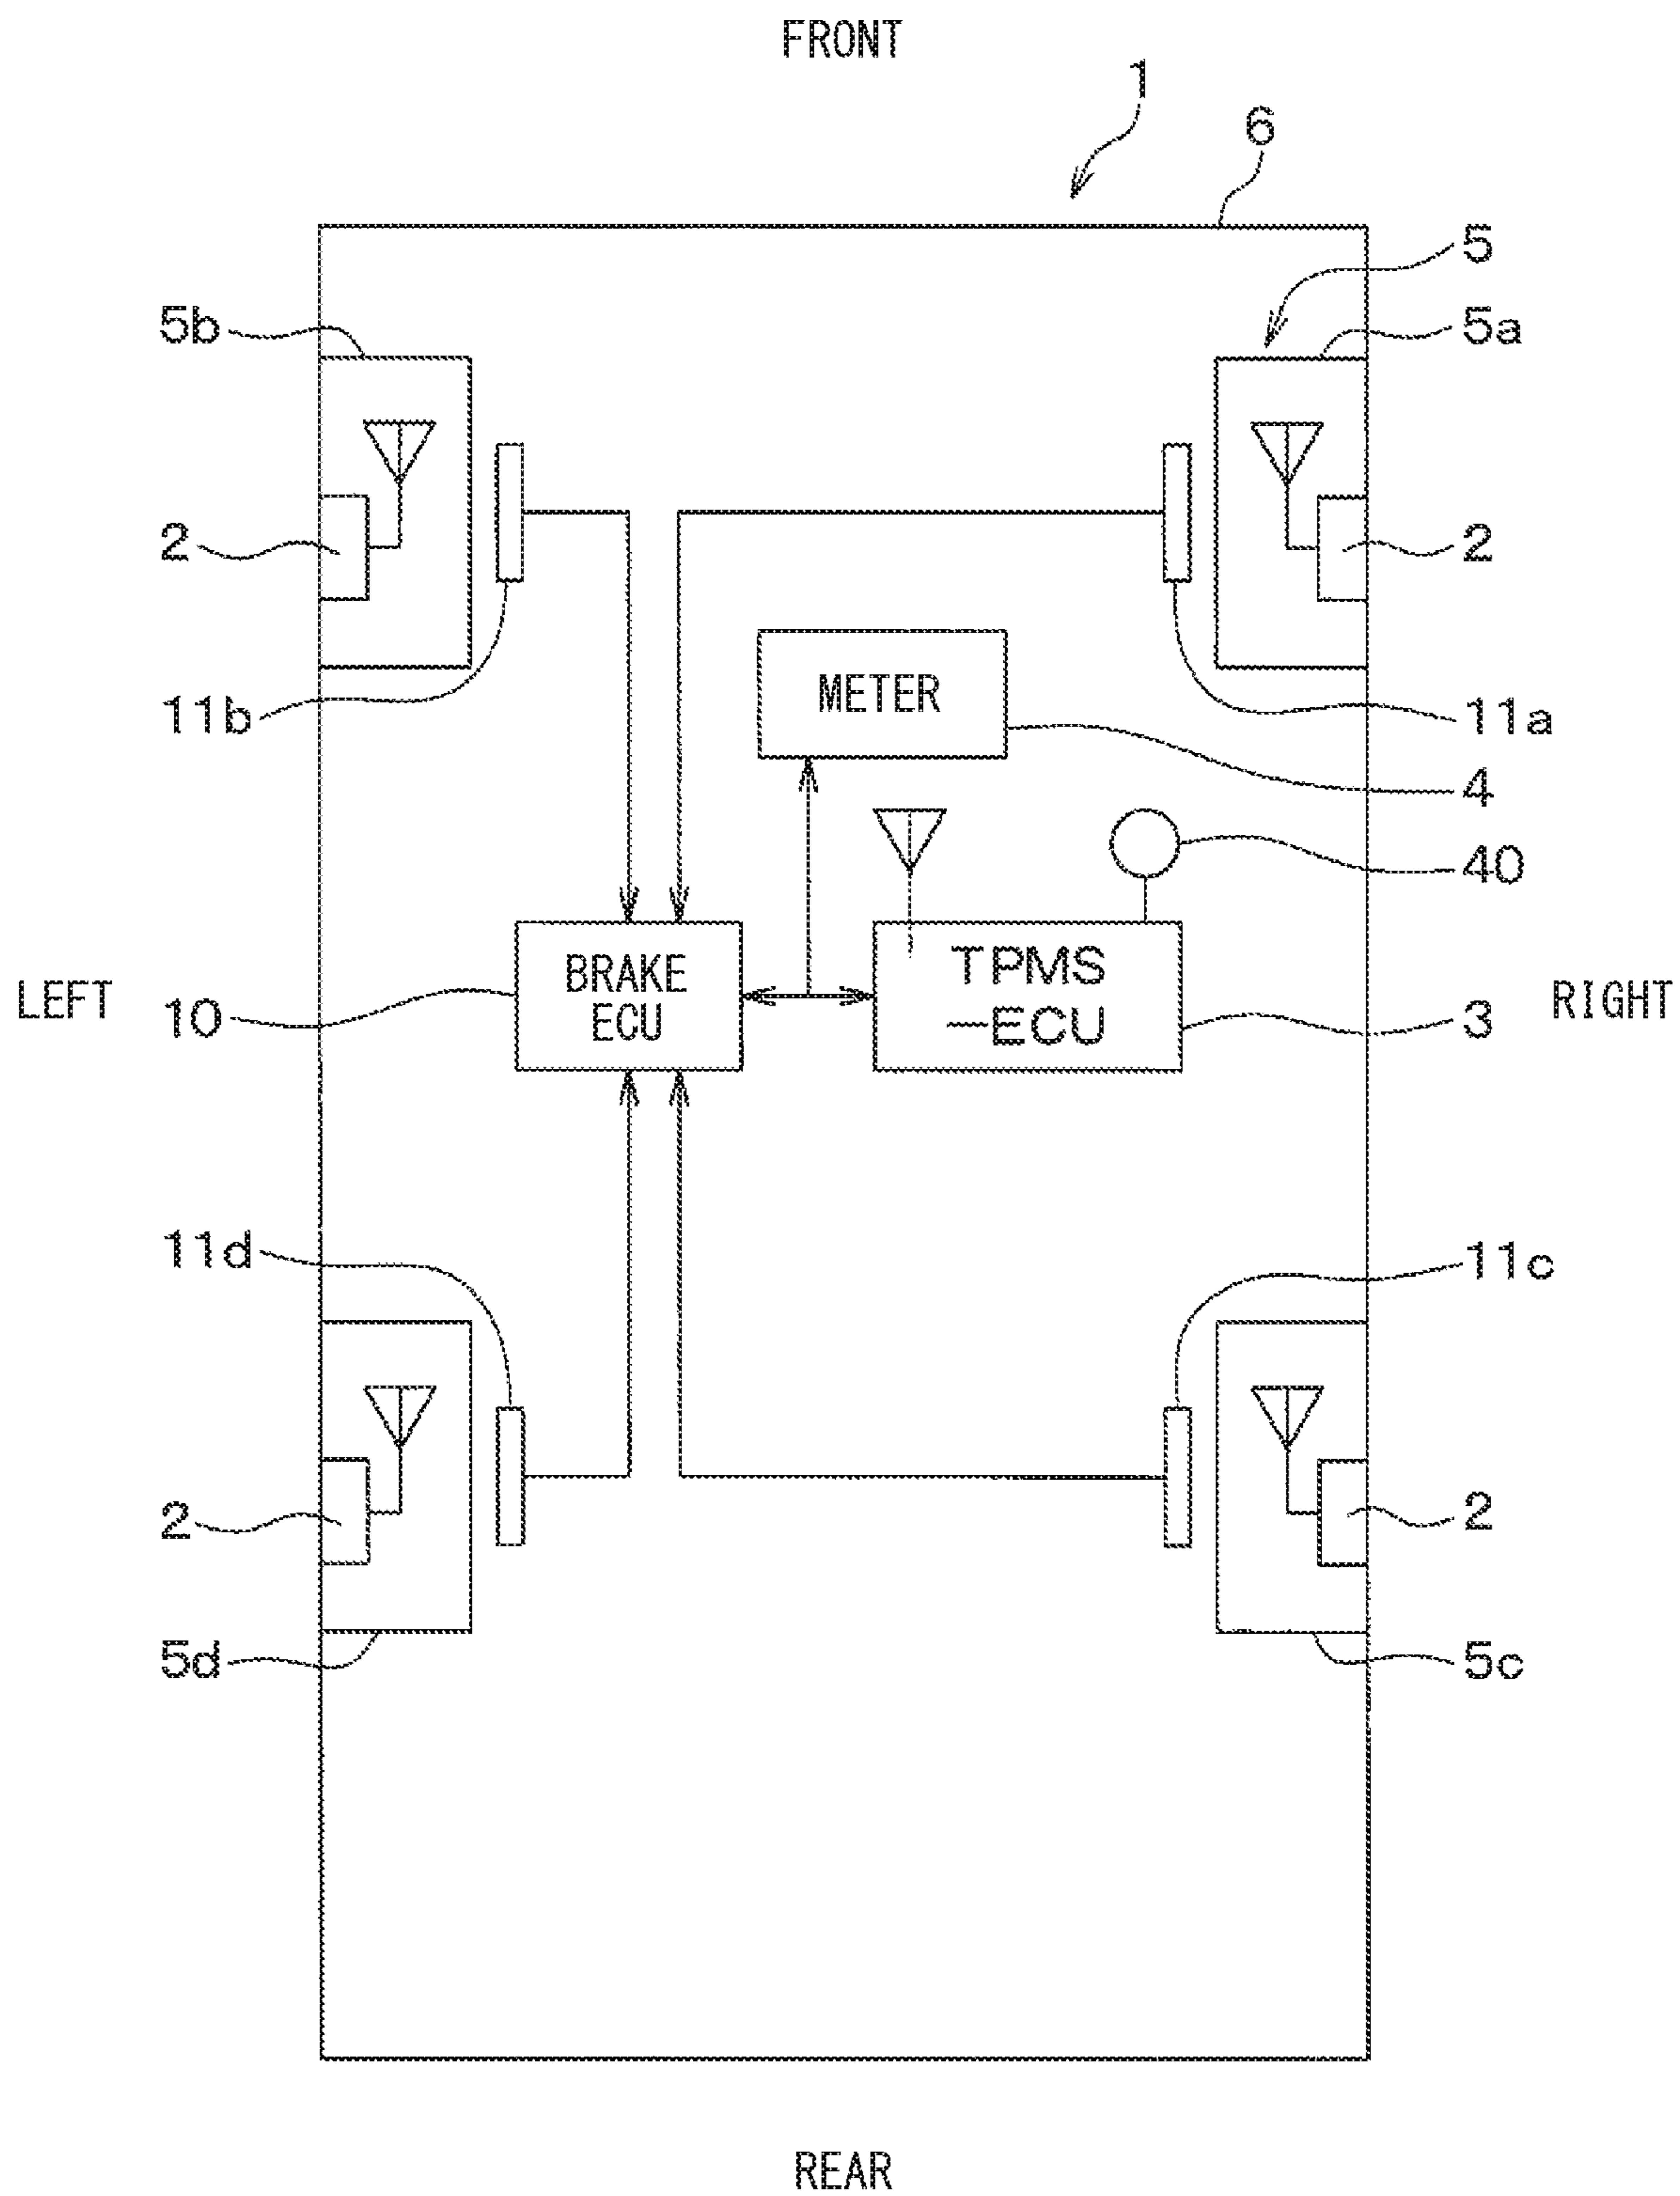 FRONT
1
6
5
5b
5a
2
2
METER
11b
11a
4
40
BRAKE
ECU
TPMS
-ECU
LEFT
10
3
RIGHT
11d
11c
2
2
5d
5c
REAR